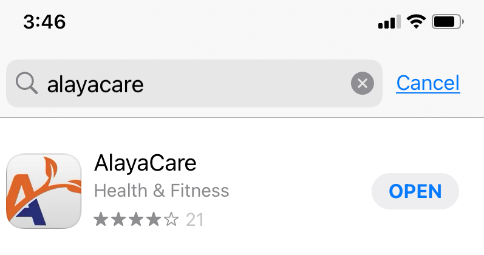 3:46
alayacare
Cancel
AlayaCare
Health & Fitness
OPEN
21